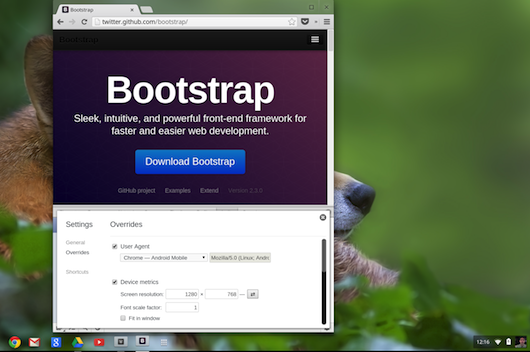 Bootstrap
twitter.github.com/bootstrap/
Bootstrap
Sleek, intuitive, and powerful front-end framework for
faster and easier web development.
Download Bootstrap
GitHub project Examples Extend Version 2.3.0
Settings
Overrides
General
Overrides
Shortcuts
User Agent
Chrome — Android Mobile
Mozilla/5.0 (Linux; Andro
Device metrics
Screen resolution: 1280 × 768
Font scale factor: 1
Fit in window
12:16